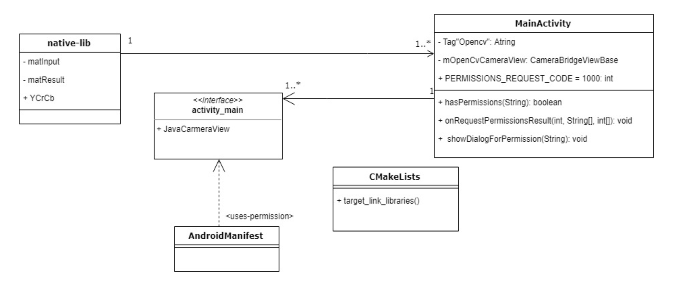 native-lib
- matInput
- matResult
+ YCrCb
1
1..*
MainActivity
- Tag"Opencv": Atring
- mOpenCvCameraView: CameraBridgeViewBase
+ PERMISSIONS_REQUEST_CODE = 1000: int
+ hasPermissions(String): boolean
+ onRequestPermissionsResult(int, String[], int[]): void
+ showDialogForPermission(String): void
1..*
1
<<interface>>
activity_main
+ JavaCarmeraView
CMakeLists
+ target_link_libraries()
<uses-permission>
AndroidManifest